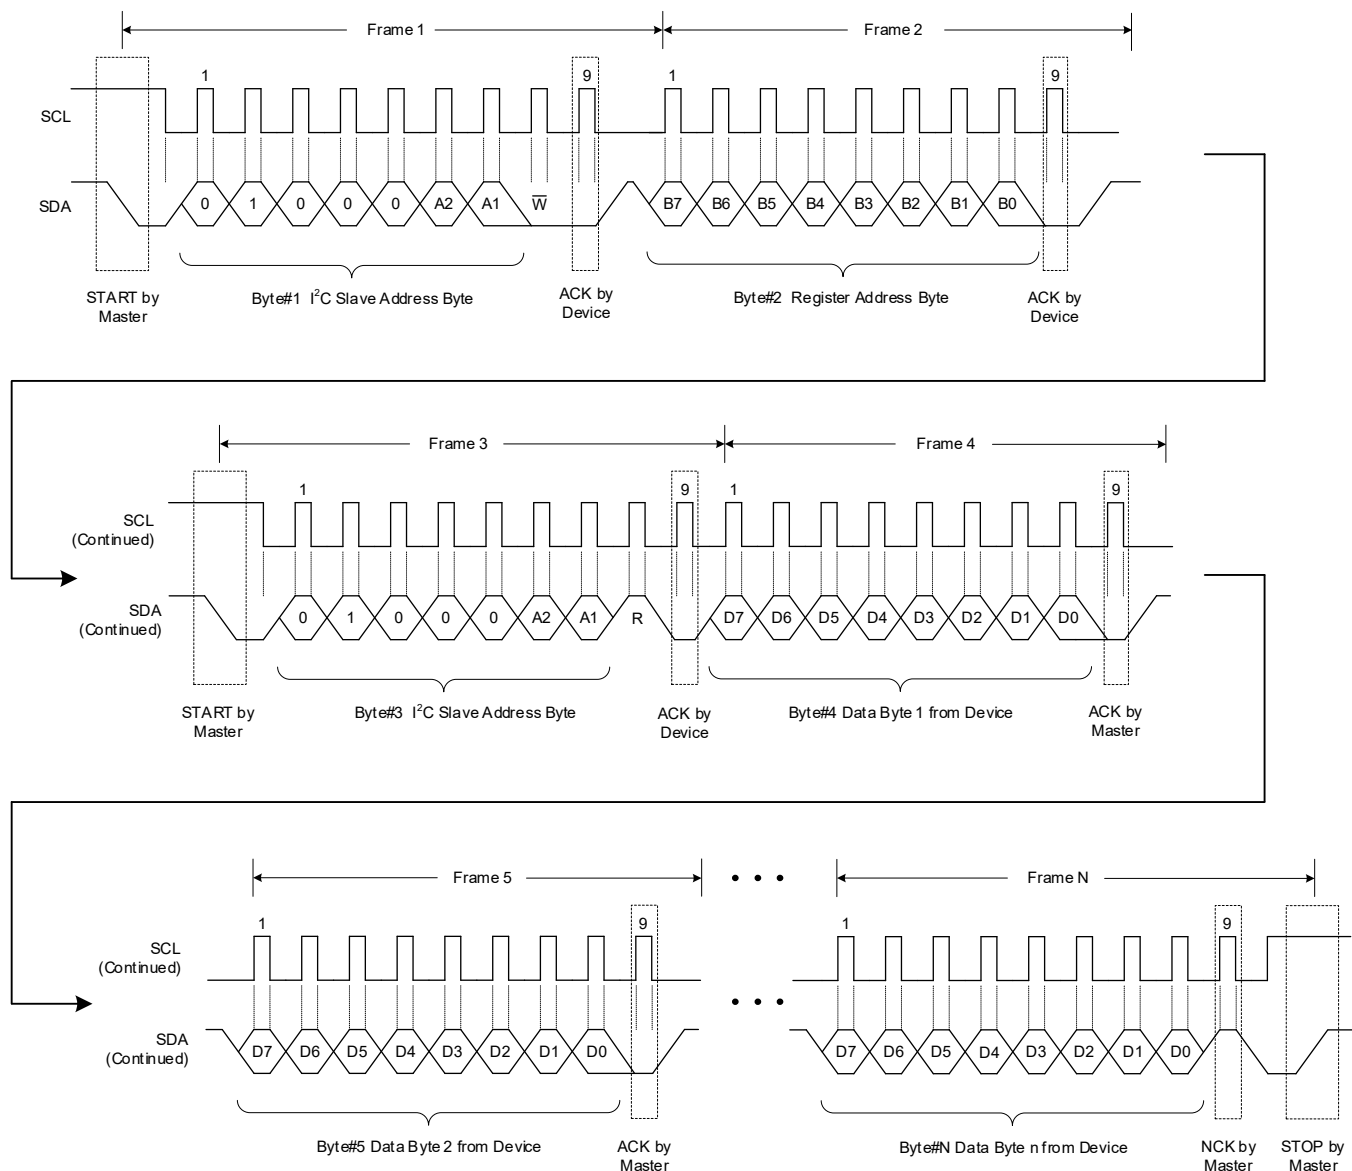 Frame 1 Frame 2
1 9 1 9
SCL
SDA 0 1 0 0 0 A2 A1 W̅ B7 B6 B5 B4 B3 B2 B1 B0
START by
Master
Byte#1 I²C Slave Address Byte
ACK by
Device
Byte#2 Register Address Byte
ACK by
Device
Frame 3 Frame 4
1 9 1 9
SCL
(Continued)
SDA
(Continued)
0 1 0 0 0 A2 A1 R D7 D6 D5 D4 D3 D2 D1 D0
START by
Master
Byte#3 I²C Slave Address Byte
ACK by
Device
Byte#4 Data Byte 1 from Device
ACK by
Master
Frame 5 • • • Frame N
1 9 1 9
SCL
(Continued)
• • •
SDA
(Continued)
D7 D6 D5 D4 D3 D2 D1 D0 D7 D6 D5 D4 D3 D2 D1 D0
Byte#5 Data Byte 2 from Device
ACK by
Master
Byte#N Data Byte n from Device
NCK by
Master
STOP by
Master